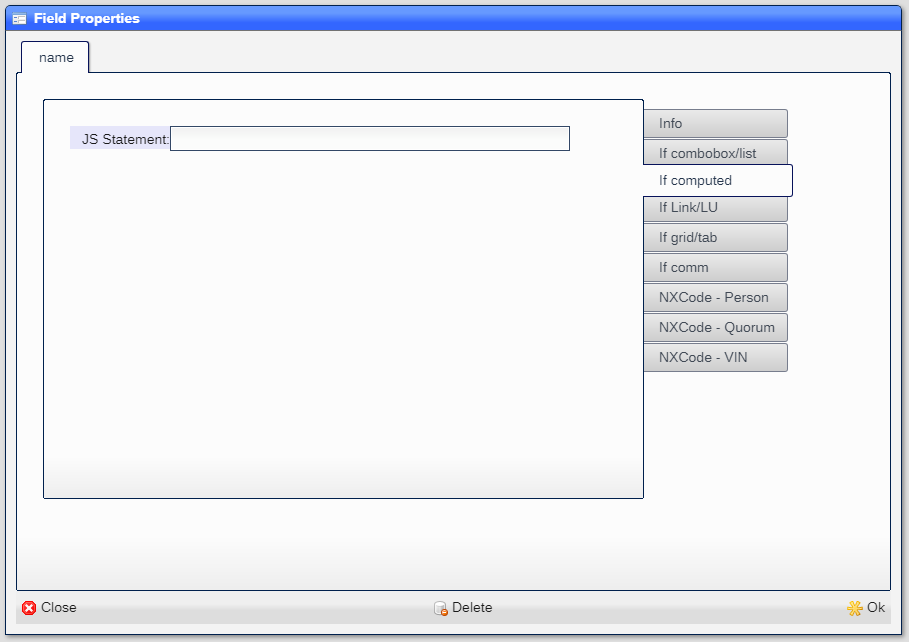 Field Properties
name
JS Statement:
Info
If combobox/list
If computed
If Link/LU
If grid/tab
If comm
NXCode - Person
NXCode - Quorum
NXCode - VIN
Close
Delete
Ok